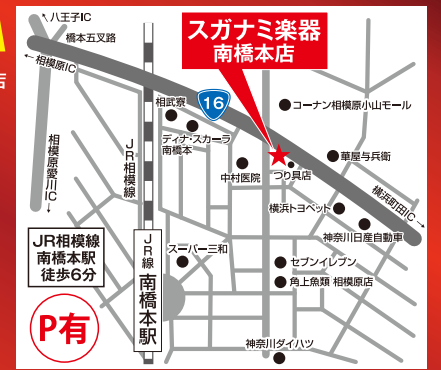 八王子IC
橋本五叉路
相模原IC
店
スガナミ楽器
南橋本店
16
相武寮
ディナ・スカーラ
南橋本
コーナン相模原小山モール
JR相模線
中村医院
つり具店
華屋与兵衛
相模原愛川IC
横浜トヨペット
横浜町田IC
神奈川日産自動車
JR相模線
南橋本駅
徒歩6分
JR線
南橋本駅
スーパー三和
セブンイレブン
角上魚類 相模原店
P有
神奈川ダイハツ